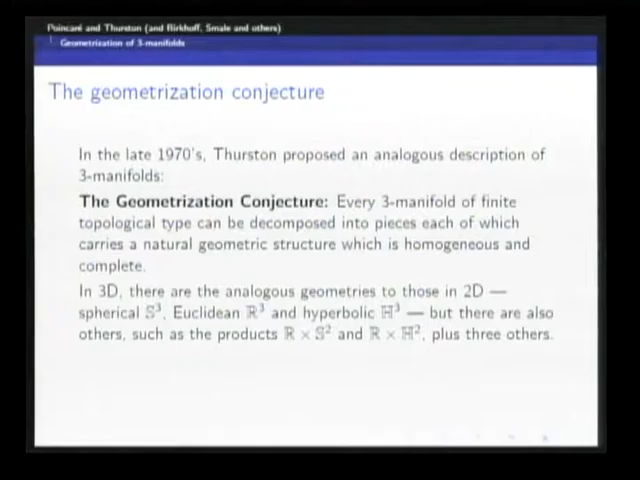 Poincaré and Thurston (and Birkhoff, Smale and others)
Geometrization of 3-manifolds
The geometrization conjecture
In the late 1970's, Thurston proposed an analogous description of
3-manifolds:
The Geometrization Conjecture: Every 3-manifold of finite
topological type can be decomposed into pieces each of which
carries a natural geometric structure which is homogeneous and
complete.
In 3D, there are the analogous geometries to those in 2D —
spherical 𝕊³, Euclidean ℝ³ and hyperbolic ℍ³ — but there are also
others, such as the products ℝ × 𝕊² and ℝ × ℍ², plus three others.